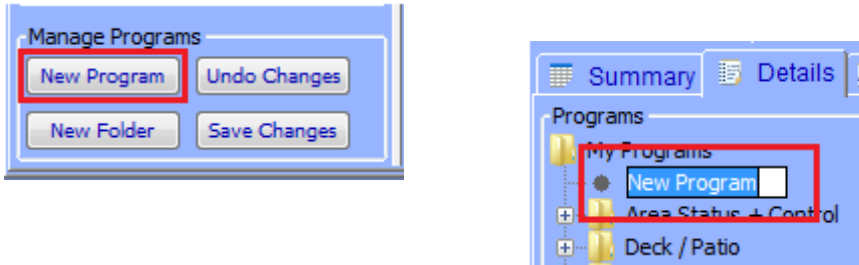 Manage Programs
New Program Undo Changes
New Folder Save Changes
Summary Details
Programs
My Programs
New Program
Area Status + Control
Deck / Patio